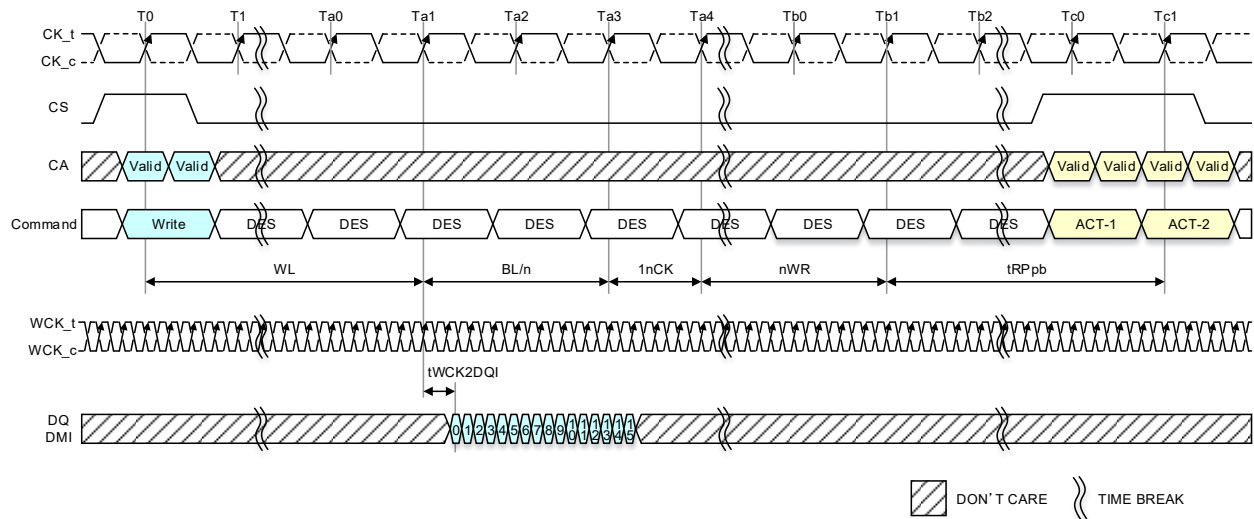 T0 T1 Ta0 Ta1 Ta2 Ta3 Ta4 Tb0 Tb1 Tb2 Tc0 Tc1
CK_t
CK_c
CS
CA Valid Valid Valid Valid Valid Valid
Command Write DES DES DES DES DES DES DES DES DES ACT-1 ACT-2
WL BL/n 1nCK nWR tRPpb
WCK_t
WCK_c
tWCK2DQI
DQ
DMI
0 1 2 3 4 5 6 7 8 9 10 11 12 13 14 15
DON'T CARE TIME BREAK